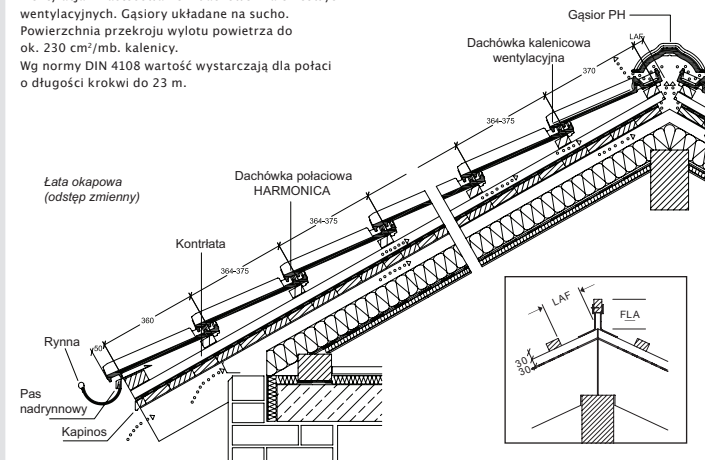 wentylacyjnych. Gąsiory układane na sucho.
Powierzchnia przekroju wylotu powietrza do
ok. 230 cm²/mb. kalenicy.
Wg normy DIN 4108 wartość wystarczają dla połaci
o długości krokwi do 23 m.
Gąsior PH
LAF
Dachówka kalenicowa
wentylacyjna
370
364-375
Łata okapowa
(odstęp zmienny)
Dachówka połaciowa
HARMONICA
364-375
Kontrłata
364-375
360
50
Rynna
Pas
nadrynnowy
Kapinos
LAF
FLA
30
30